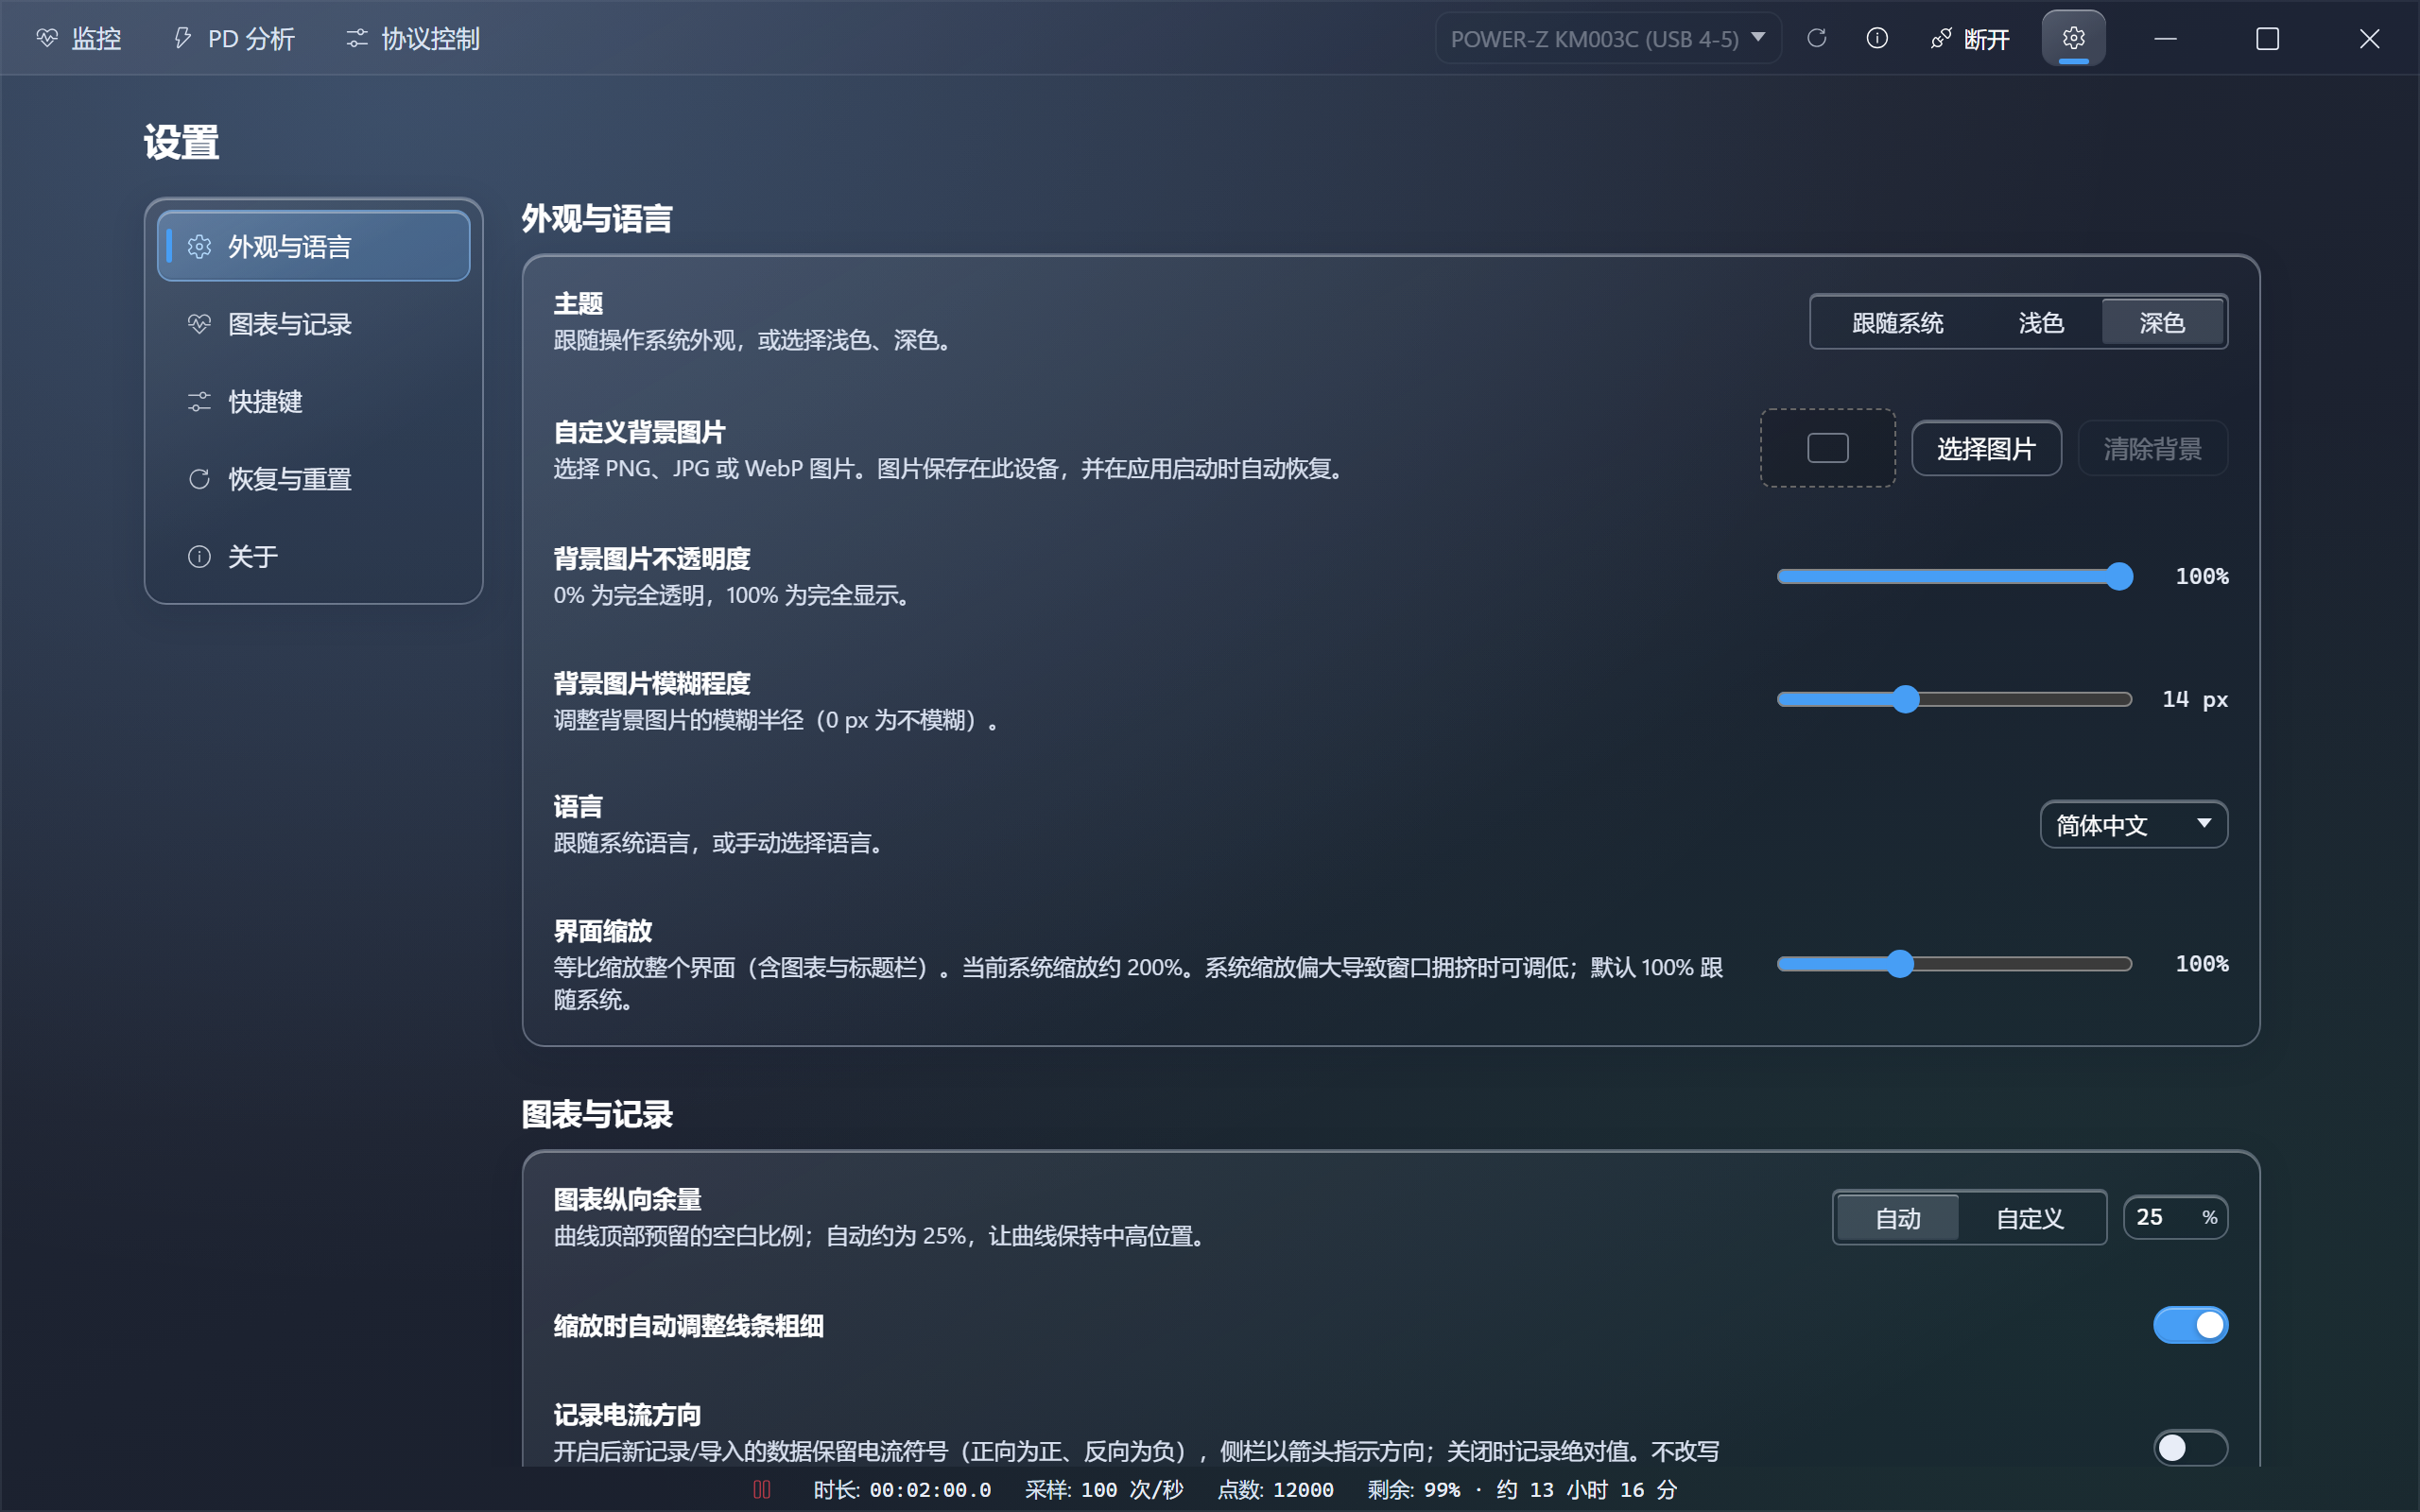 监控
PD 分析
协议控制
POWER-Z KM003C (USB 4-5)
断开
设置
外观与语言
图表与记录
快捷键
恢复与重置
关于
外观与语言
主题
跟随操作系统外观，或选择浅色、深色。
跟随系统
浅色
深色
自定义背景图片
选择 PNG、JPG 或 WebP 图片。图片保存在此设备，并在应用启动时自动恢复。
选择图片
清除背景
背景图片不透明度
0% 为完全透明，100% 为完全显示。
100%
背景图片模糊程度
调整背景图片的模糊半径（0 px 为不模糊）。
14 px
语言
跟随系统语言，或手动选择语言。
简体中文
界面缩放
等比缩放整个界面（含图表与标题栏）。当前系统缩放约 200%。系统缩放偏大导致窗口拥挤时可调低；默认 100% 跟
随系统。
100%
图表与记录
图表纵向余量
曲线顶部预留的空白比例；自动约为 25%，让曲线保持中高位置。
自动
自定义
25 %
缩放时自动调整线条粗细
记录电流方向
开启后新记录/导入的数据保留电流符号（正向为正、反向为负），侧栏以箭头指示方向；关闭时记录绝对值。不改写
时长: 00:02:00.0
采样: 100 次/秒
点数: 12000
剩余: 99% · 约 13 小时 16 分